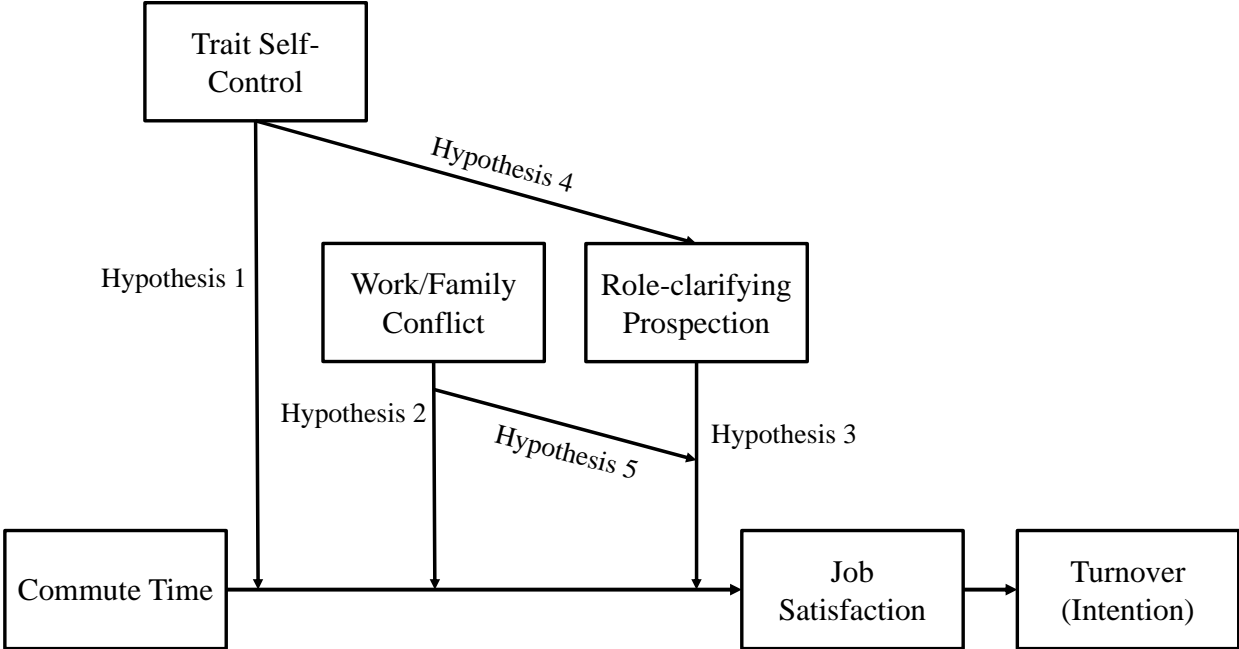 Trait Self-
Control
Hypothesis 4
Hypothesis 1
Work/Family
Conflict
Role-clarifying
Prospection
Hypothesis 2
Hypothesis 5
Hypothesis 3
Commute Time
Job
Satisfaction
Turnover
(Intention)